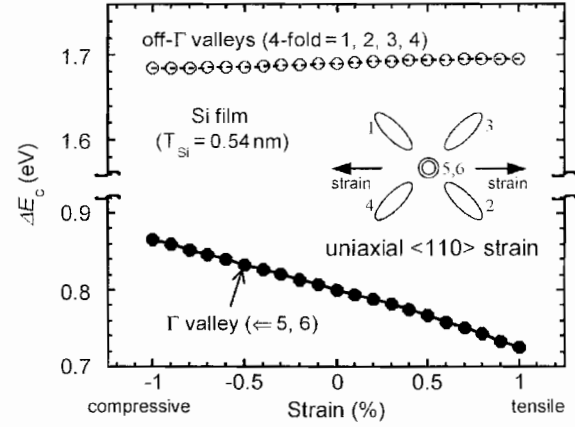 off-Γ valleys (4-fold = 1, 2, 3, 4)
1.7
Si film
(T_Si = 0.54 nm)
1
3
1.6
5,6
strain
strain
ΔE_c (eV)
0.9
4
2
uniaxial <110> strain
0.8
Γ valley (⇐ 5, 6)
0.7
-1
-0.5
0
0.5
1
compressive
Strain (%)
tensile